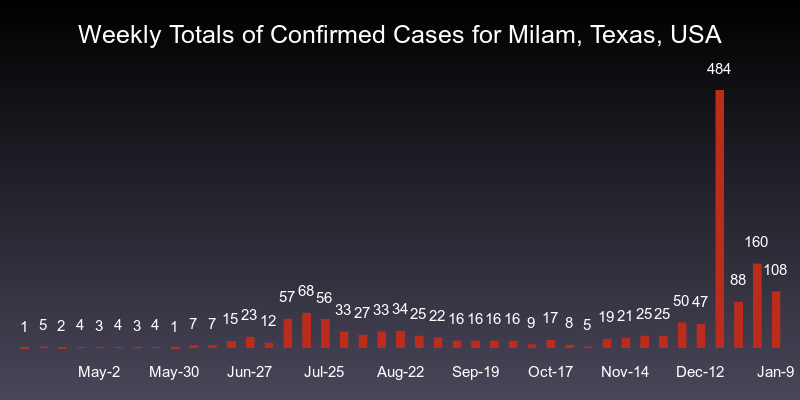 Weekly Totals of Confirmed Cases for Milam, Texas, USA
484
160
108
88
68
57 56
50 47
33 27 33 34 25 22
15 23 12
16 16 16 16 9 17 8 5 19 21 25 25
1 5 2 4 3 4 3 4 1 7 7
May-2 May-30 Jun-27 Jul-25 Aug-22 Sep-19 Oct-17 Nov-14 Dec-12 Jan-9